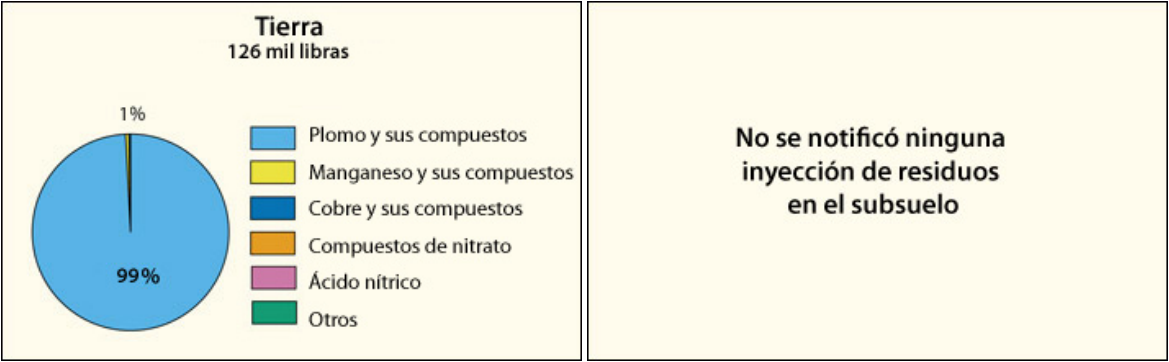 Tierra
126 mil libras
1%
99%
Plomo y sus compuestos
Manganeso y sus compuestos
Cobre y sus compuestos
Compuestos de nitrato
Ácido nítrico
Otros
No se notificó ninguna
inyección de residuos
en el subsuelo